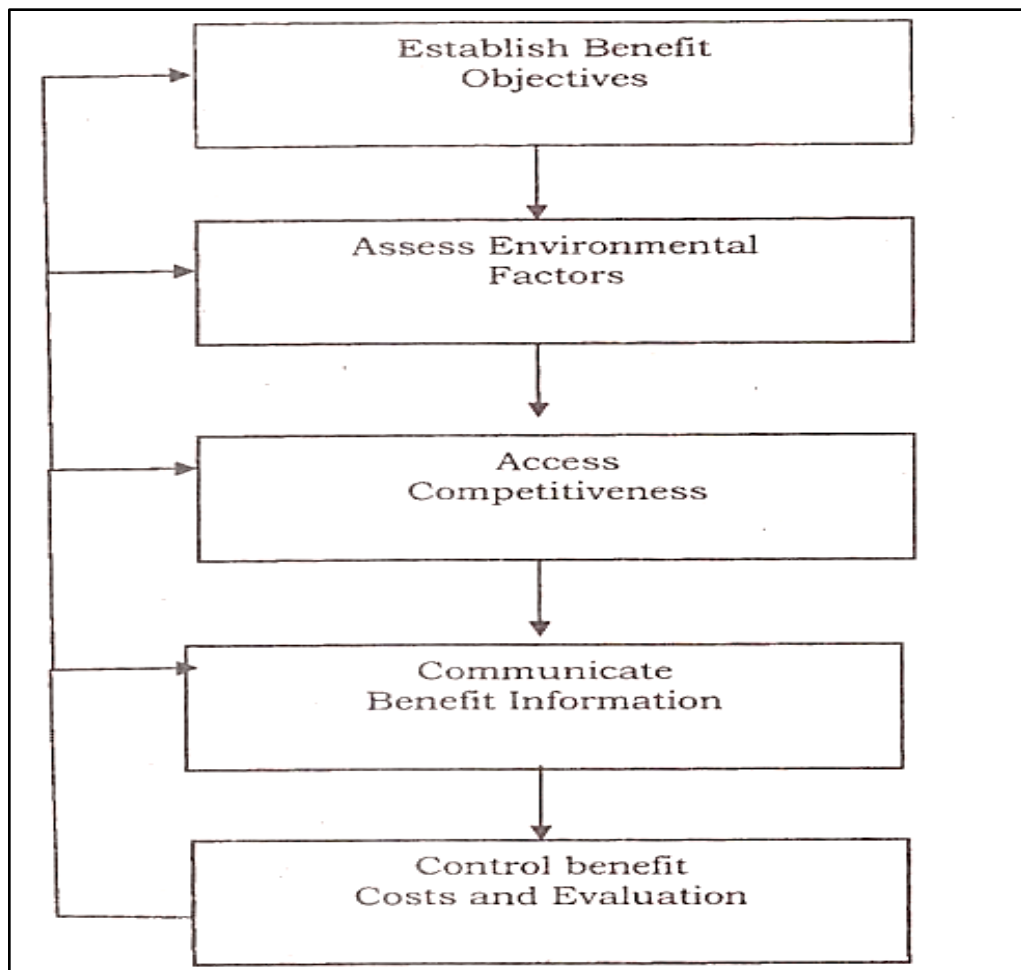 Establish Benefit
Objectives
Assess Environmental
Factors
Access
Competitiveness
Communicate
Benefit Information
Control benefit
Costs and Evaluation